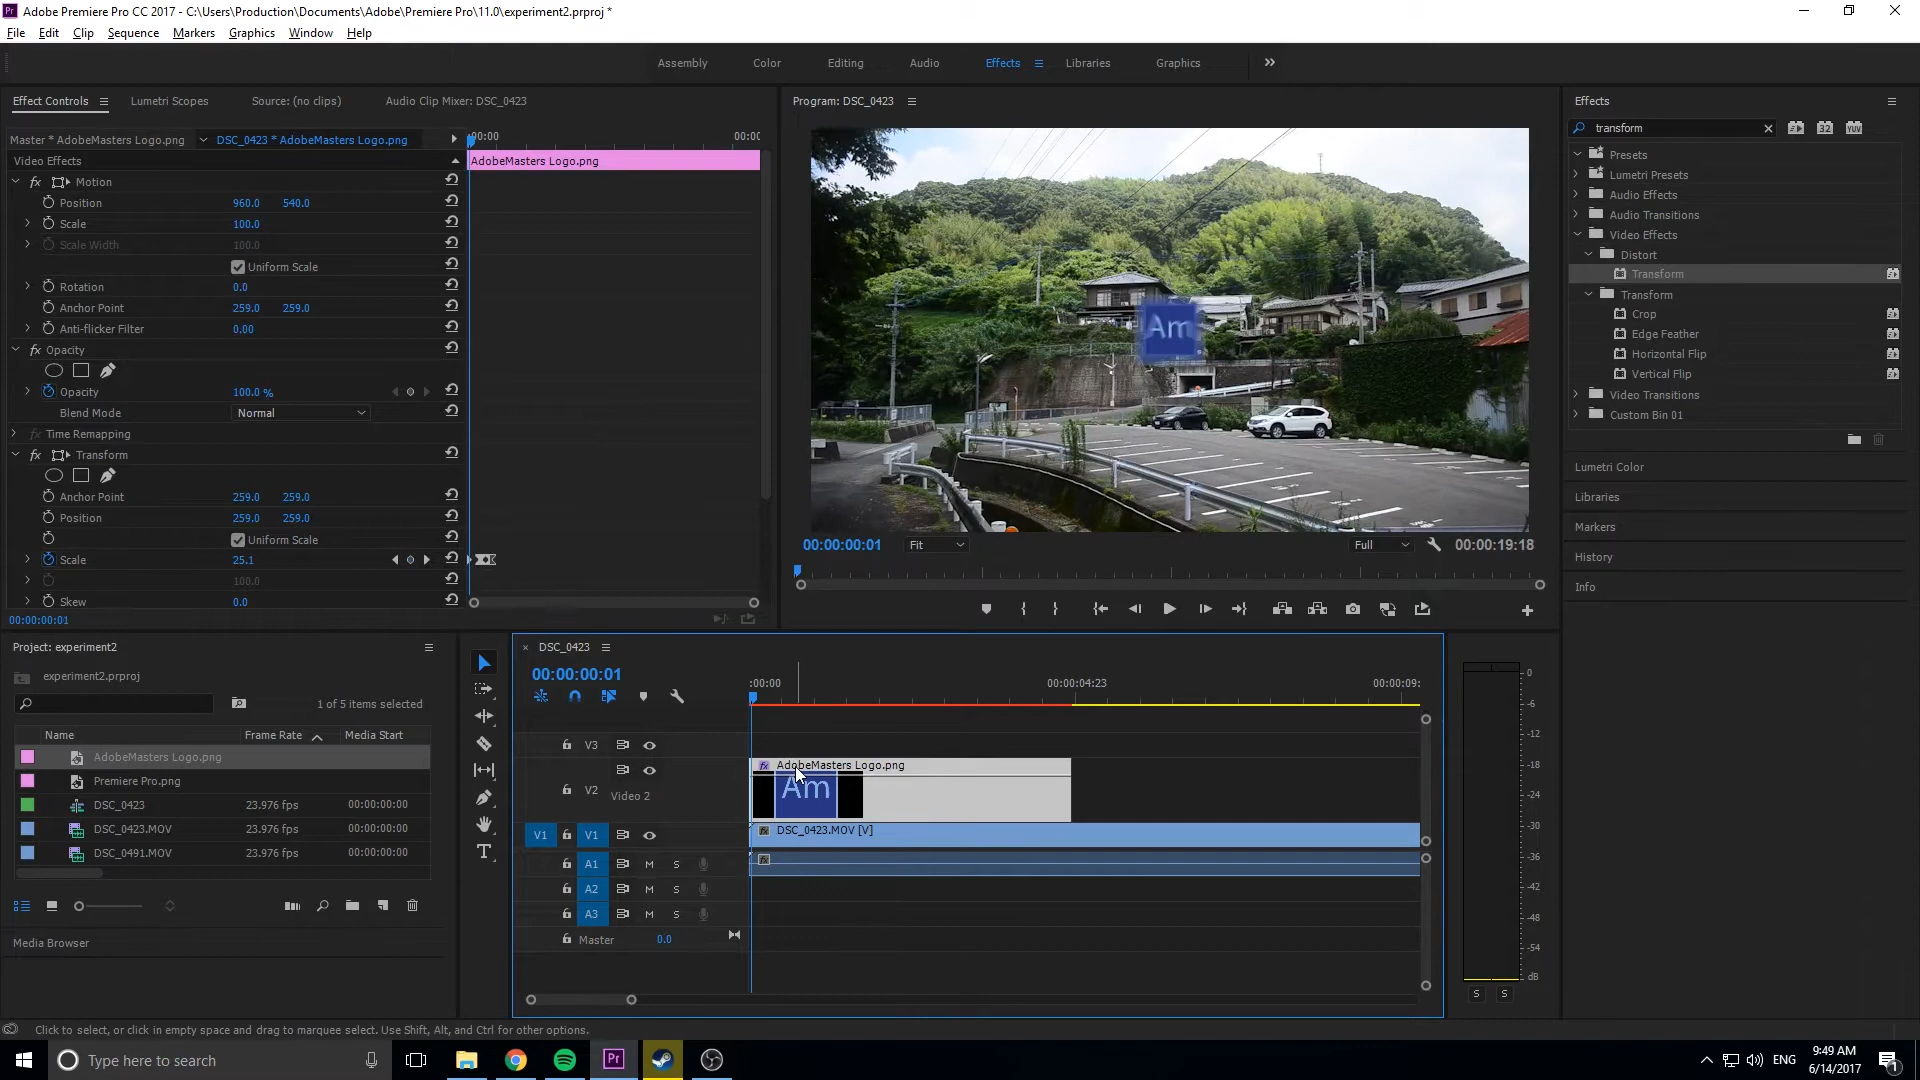 Adobe Premiere Pro CC 2017 - C:\Users\Production\Documents\Adobe\Premiere Pro\11.0\experiment2.prproj *
File Edit Clip Sequence Markers Graphics Window Help
Assembly Color Editing Audio Effects Libraries Graphics
Effect Controls Lumetri Scopes Source: (no clips) Audio Clip Mixer: DSC_0423
Master * AdobeMasters Logo.png DSC_0423 * AdobeMasters Logo.png
:00:00 00:00
Video Effects
AdobeMasters Logo.png
fx Motion
Position 960.0 540.0
Scale 100.0
Scale Width 100.0
Uniform Scale
Rotation 0.0
Anchor Point 259.0 259.0
Anti-flicker Filter 0.00
fx Opacity
Opacity 100.0 %
Blend Mode Normal
fx Time Remapping
fx Transform
Anchor Point 259.0 259.0
Position 259.0 259.0
Uniform Scale
Scale 25.1
100.0
Skew 0.0
00:00:00:01
Program: DSC_0423
Am
00:00:00:01 Fit Full 00:00:19:18
Effects
transform
32 YUV
Presets
Lumetri Presets
Audio Effects
Audio Transitions
Video Effects
Distort
Transform
Transform
Crop
Edge Feather
Horizontal Flip
Vertical Flip
Video Transitions
Custom Bin 01
Lumetri Color
Libraries
Markers
History
Info
Project: experiment2
experiment2.prproj
1 of 5 items selected
Name Frame Rate Media Start
AdobeMasters Logo.png
Premiere Pro.png
DSC_0423 23.976 fps 00:00:00:00
DSC_0423.MOV 23.976 fps 00:00:00:00
DSC_0491.MOV 23.976 fps 00:00:00:00
Media Browser
× DSC_0423
00:00:00:01
:00:00 00:00:04:23 00:00:09:
V3
fx AdobeMasters Logo.png
V2 Video 2
Am
V1 V1 fx DSC_0423.MOV [V]
A1 M S fx
A2 M S
A3 M S
Master 0.0
0
-6
-12
-18
-24
-30
-36
-42
-48
-54
dB
S S
Click to select, or click in empty space and drag to marquee select. Use Shift, Alt, and Ctrl for other options.
Type here to search
Pr
ENG
9:49 AM
6/14/2017
1